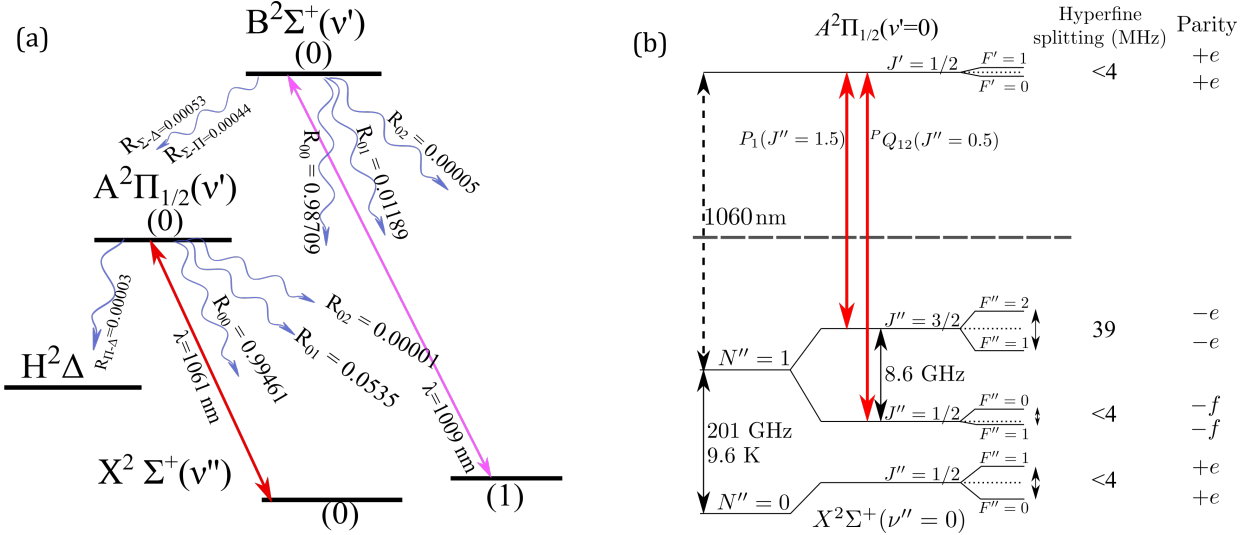 (a)
B²Σ⁺(ν')
(0)
R_Σ-Δ=0.00053
R_Σ-Π=0.00044
R₀₀ = 0.98709
R₀₁ = 0.01189
R₀₂ = 0.00005
A²Π₁/₂(ν')
(0)
R_Π-Δ=0.00003
R₀₀ = 0.99461
R₀₁ = 0.0535
R₀₂ = 0.00001
λ=1061 nm
λ=1009 nm
H²Δ
X² Σ⁺(ν'')
(0)
(1)
(b)
A²Π₁/₂(ν'=0)
Hyperfine
splitting (MHz)
Parity
J' = 1/2
F' = 1
F' = 0
<4
+e
+e
P₁(J'' = 1.5)
ᴾQ₁₂(J'' = 0.5)
1060 nm
N'' = 1
J'' = 3/2
F'' = 2
F'' = 1
39
−e
−e
8.6 GHz
J'' = 1/2
F'' = 0
F'' = 1
<4
−f
−f
201 GHz
9.6 K
N'' = 0
J'' = 1/2
F'' = 1
F'' = 0
<4
+e
+e
X²Σ⁺(ν'' = 0)